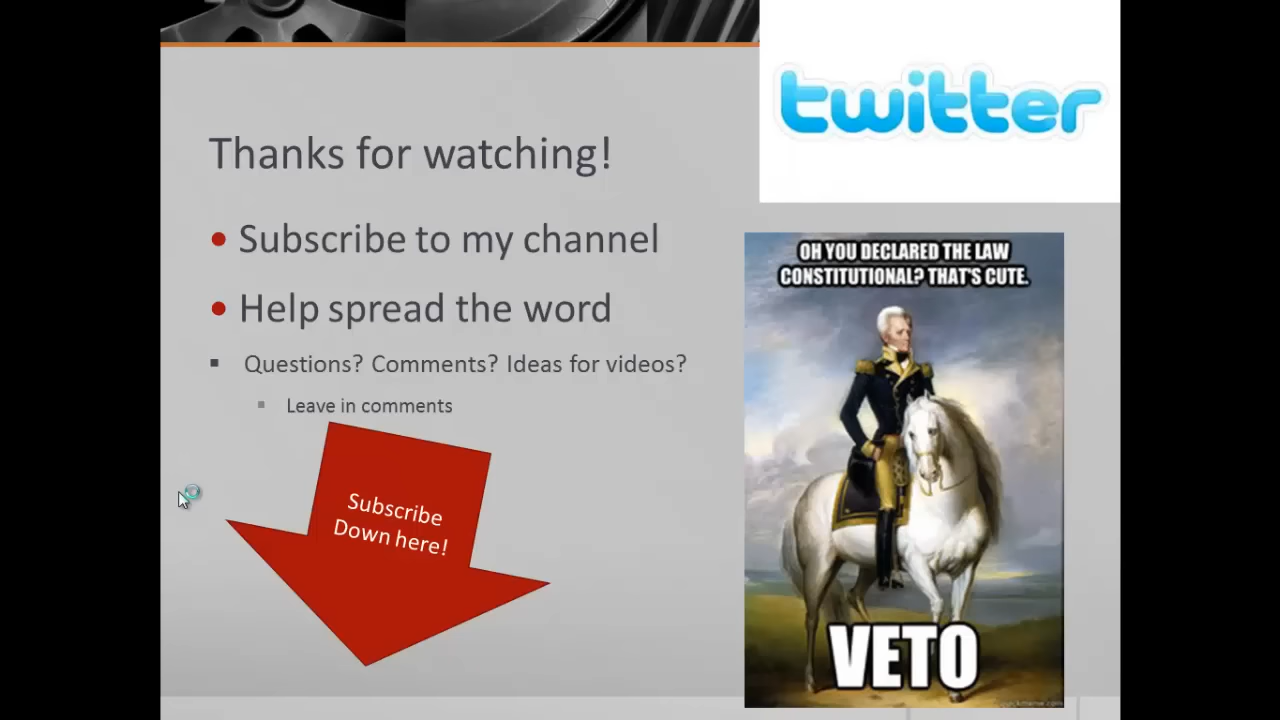 twitter
Thanks for watching!
Subscribe to my channel
Help spread the word
Questions? Comments? Ideas for videos?
Leave in comments
Subscribe
Down here!
OH YOU DECLARED THE LAW
CONSTITUTIONAL? THAT'S CUTE.
VETO